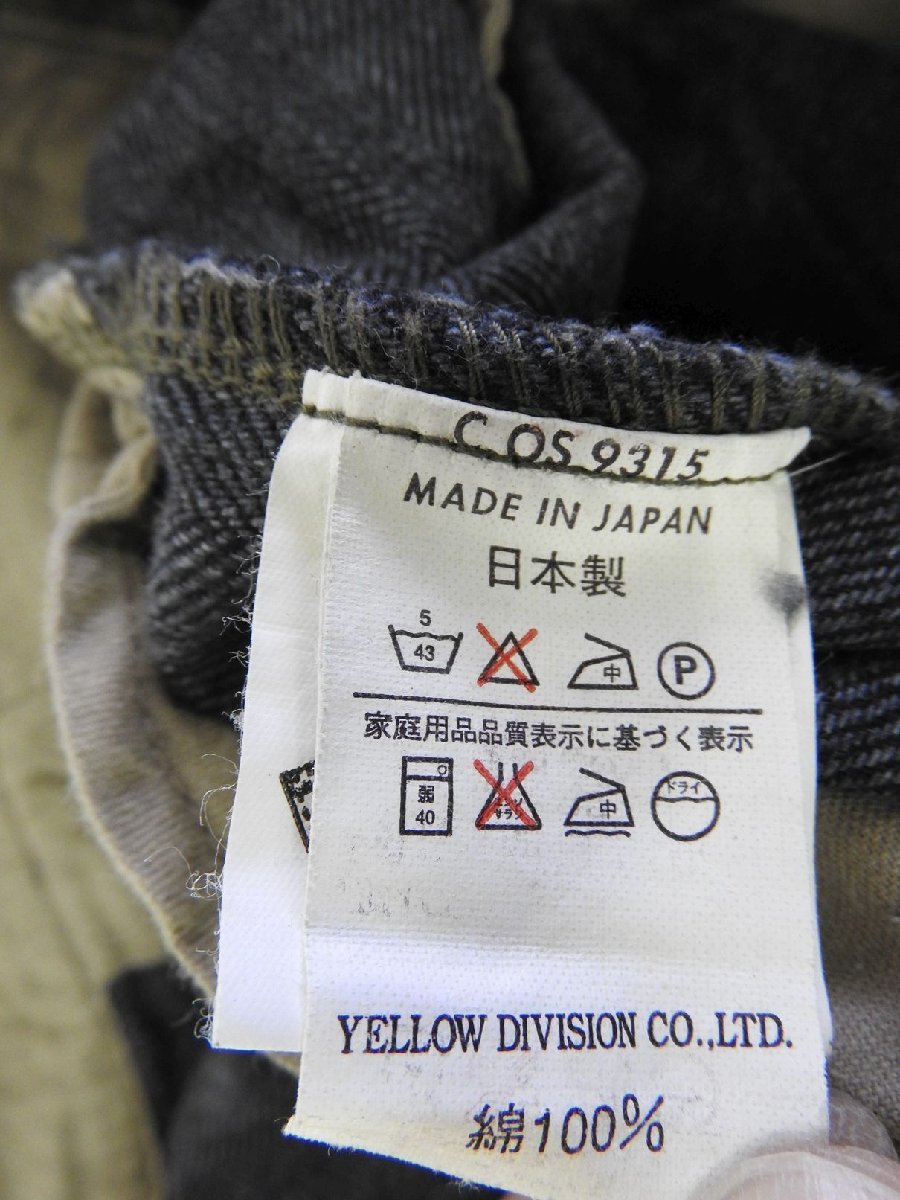 C OS 9315
MADE IN JAPAN
日本製
5
43
中
P
家庭用品品質表示に基づく表示
弱
40
中
ドライ
YELLOW DIVISION CO.,LTD.
綿100%